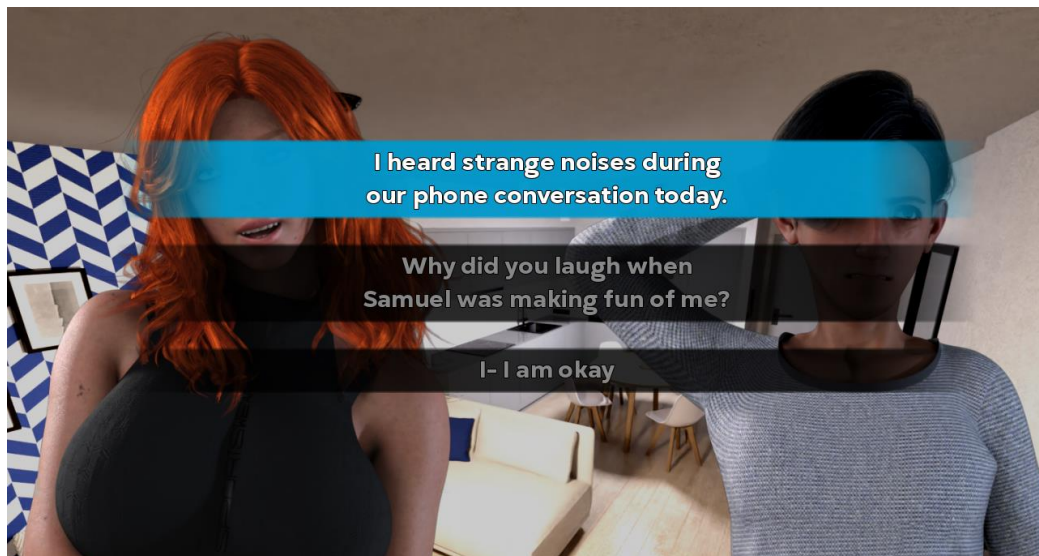 I heard strange noises during
our phone conversation today.
Why did you laugh when
Samuel was making fun of me?
I- I am okay